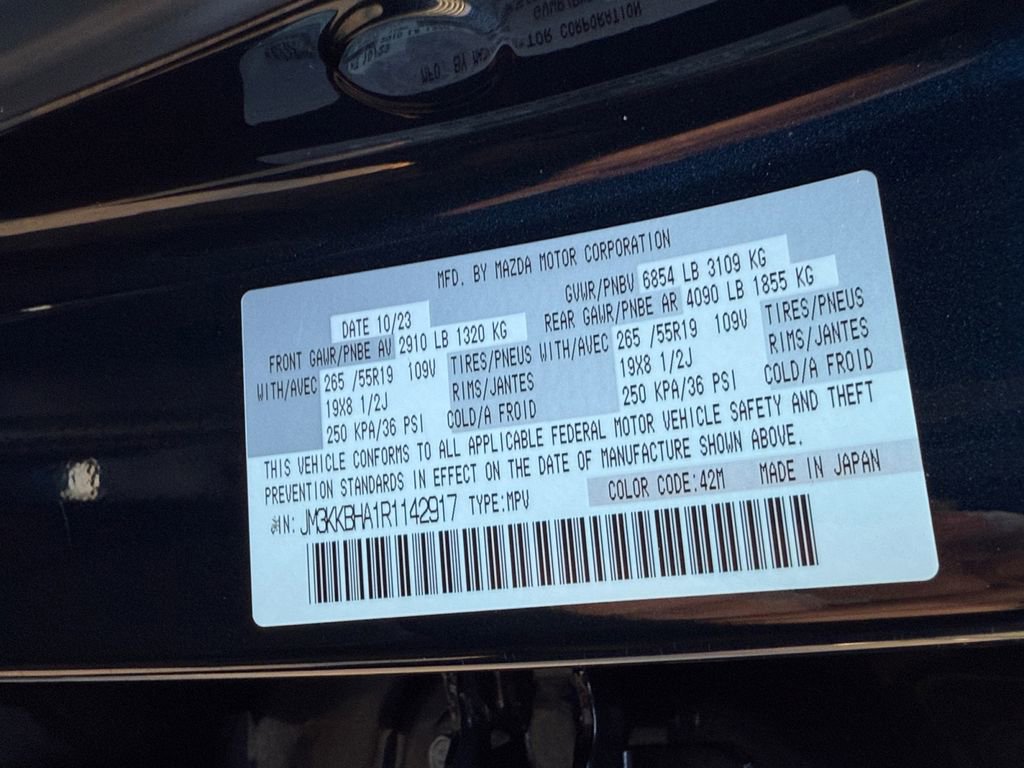 MFD. BY MAZDA MOTOR CORPORATION
DATE 10/23 GVWR/PNBV 6854 LB 3109 KG
FRONT GAWR/PNBE AV 2910 LB 1320 KG REAR GAWR/PNBE AR 4090 LB 1855 KG
WITH/AVEC 265 /55R19 109V TIRES/PNEUS WITH/AVEC 265 /55R19 109V TIRES/PNEUS
19X8 1/2J RIMS/JANTES 19X8 1/2J RIMS/JANTES
250 KPA/36 PSI COLD/A FROID 250 KPA/36 PSI COLD/A FROID
THIS VEHICLE CONFORMS TO ALL APPLICABLE FEDERAL MOTOR VEHICLE SAFETY AND THEFT
PREVENTION STANDARDS IN EFFECT ON THE DATE OF MANUFACTURE SHOWN ABOVE.
COLOR CODE:42M MADE IN JAPAN
VIN: JM3KKBHA1R1142917 TYPE:MPV